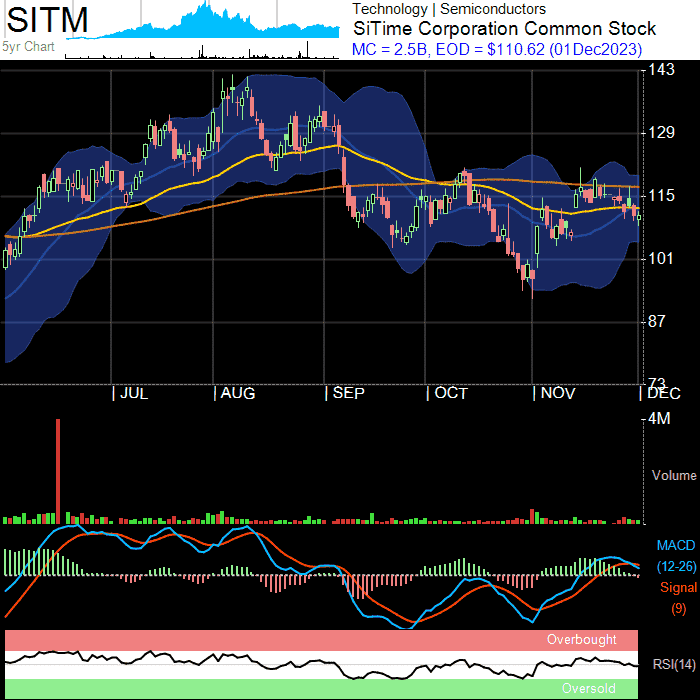 SITM
5yr Chart
Technology | Semiconductors
SiTime Corporation Common Stock
MC = 2.5B, EOD = $110.62 (01Dec2023)
143
129
115
101
87
73
| JUL | AUG | SEP | OCT | NOV | DEC
4M
Volume
MACD
(12-26)
Signal
(9)
Overbought
RSI(14)
Oversold